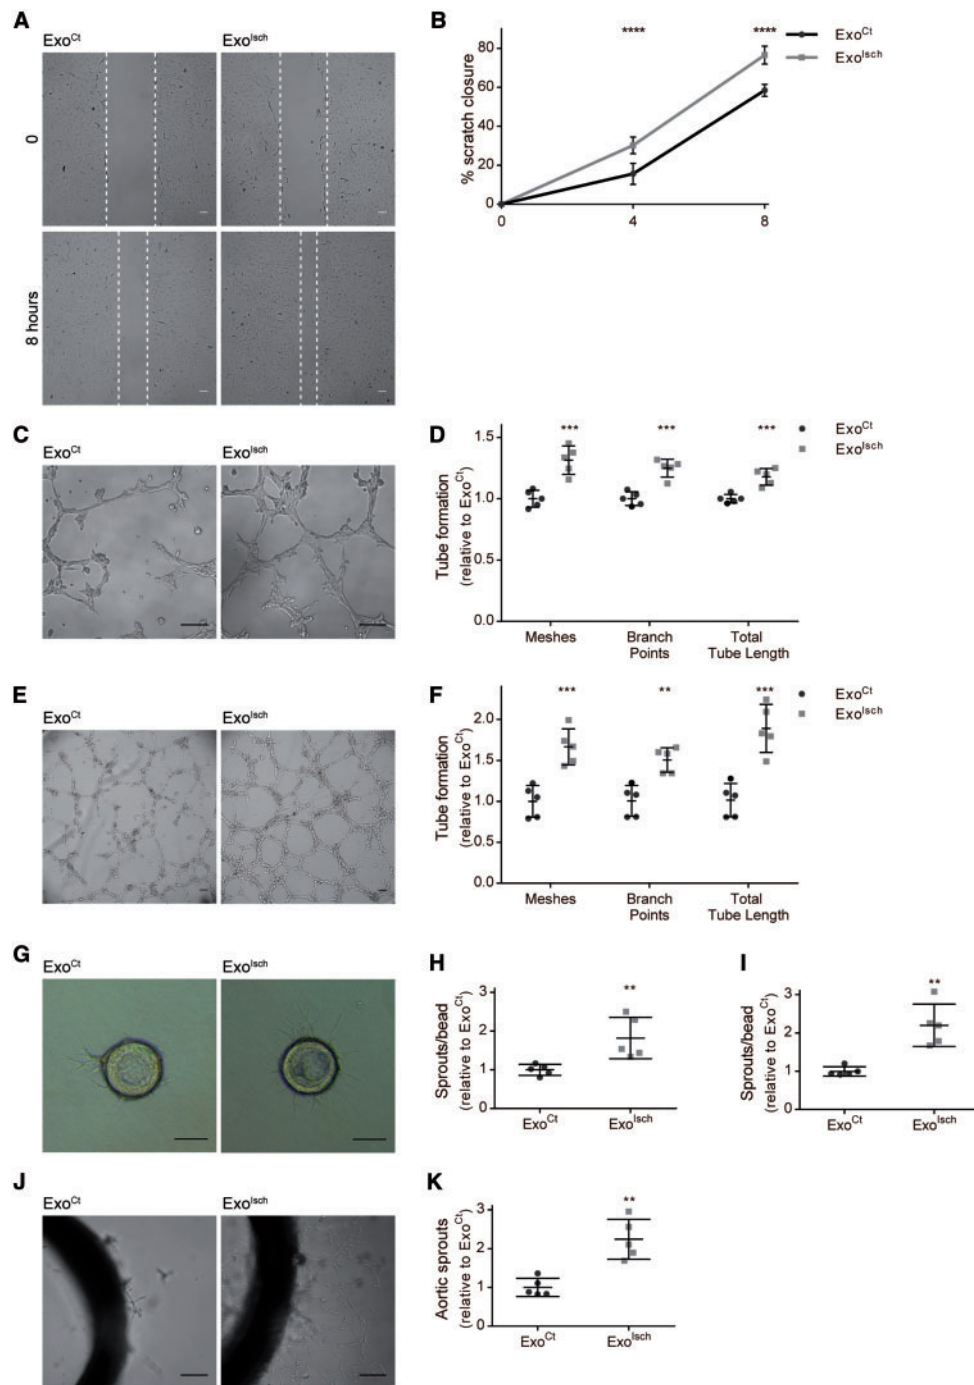 A
Exo^Ct
Exo^Isch
0
8 hours
B
****
****
Exo^Ct
Exo^Isch
% scratch closure
80
60
40
20
0
0
4
8
C
Exo^Ct
Exo^Isch
D
***
***
***
Exo^Ct
Exo^Isch
Tube formation
(relative to Exo^Ct)
1.5
1.0
0.5
0.0
Meshes
Branch
Points
Total
Tube Length
E
Exo^Ct
Exo^Isch
F
***
**
***
Exo^Ct
Exo^Isch
Tube formation
(relative to Exo^Ct)
2.0
1.5
1.0
0.5
0.0
Meshes
Branch
Points
Total
Tube Length
G
Exo^Ct
Exo^Isch
H
**
Sprouts/bead
(relative to Exo^Ct)
3
2
1
0
Exo^Ct
Exo^Isch
I
**
Sprouts/bead
(relative to Exo^Ct)
3
2
1
0
Exo^Ct
Exo^Isch
J
Exo^Ct
Exo^Isch
K
**
Aortic sprouts
(relative to Exo^Ct)
3
2
1
0
Exo^Ct
Exo^Isch